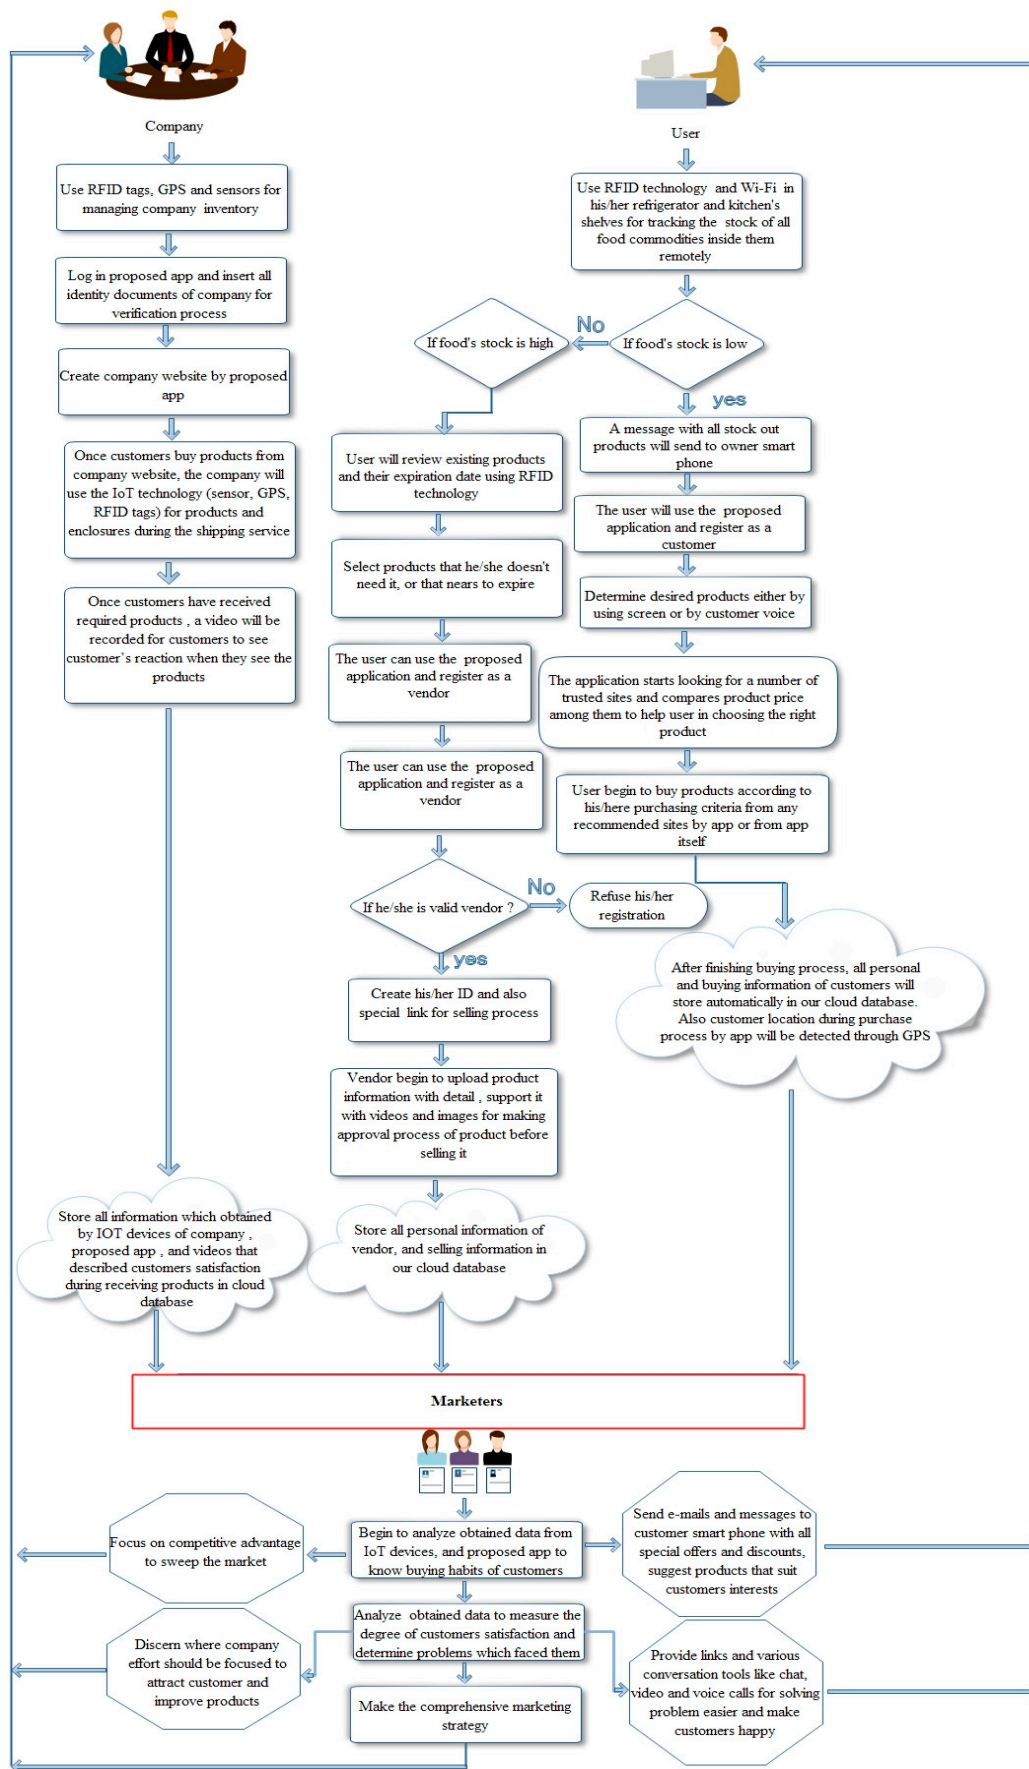 Company
Use RFID tags, GPS and sensors for
managing company inventory
Log in proposed app and insert all
identity documents of company for
verification process
Create company website by proposed
app
Once customers buy products from
company website, the company will
use the IoT technology (sensor, GPS,
RFID tags) for products and
enclosures during the shipping service
Once customers have received
required products , a video will be
recorded for customers to see
customer's reaction when they see the
products
Store all information which obtained
by IOT devices of company ,
proposed app , and videos that
described customers satisfaction
during receiving products in cloud
database
User
Use RFID technology and Wi-Fi in
his/her refrigerator and kitchen's
shelves for tracking the stock of all
food commodities inside them
remotely
If food's stock is low
No
If food's stock is high
yes
User will review existing products
and their expiration date using RFID
technology
Select products that he/she doesn't
need it, or that nears to expire
The user can use the proposed
application and register as a
vendor
The user can use the proposed
application and register as a
vendor
If he/she is valid vendor ?
No
Refuse his/her
registration
yes
Create his/her ID and also
special link for selling process
Vendor begin to upload product
information with detail , support it
with videos and images for making
approval process of product before
selling it
Store all personal information of
vendor, and selling information in
our cloud database
A message with all stock out
products will send to owner smart
phone
The user will use the proposed
application and register as a
customer
Determine desired products either by
using screen or by customer voice
The application starts looking for a number of
trusted sites and compares product price
among them to help user in choosing the right
product
User begin to buy products according to
his/here purchasing criteria from any
recommended sites by app or from app
itself
After finishing buying process, all personal
and buying information of customers will
store automatically in our cloud database.
Also customer location during purchase
process by app will be detected through GPS
Marketers
Begin to analyze obtained data from
IoT devices, and proposed app to
know buying habits of customers
Focus on competitive advantage
to sweep the market
Send e-mails and messages to
customer smart phone with all
special offers and discounts,
suggest products that suit
customers interests
Analyze obtained data to measure the
degree of customers satisfaction and
determine problems which faced them
Discern where company
effort should be focused to
attract customer and
improve products
Provide links and various
conversation tools like chat,
video and voice calls for solving
problem easier and make
customers happy
Make the comprehensive marketing
strategy